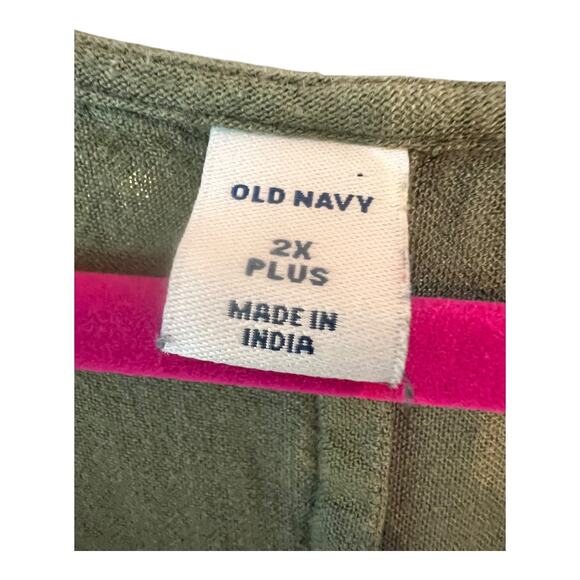 OLD NAVY
2X
PLUS
MADE IN
INDIA